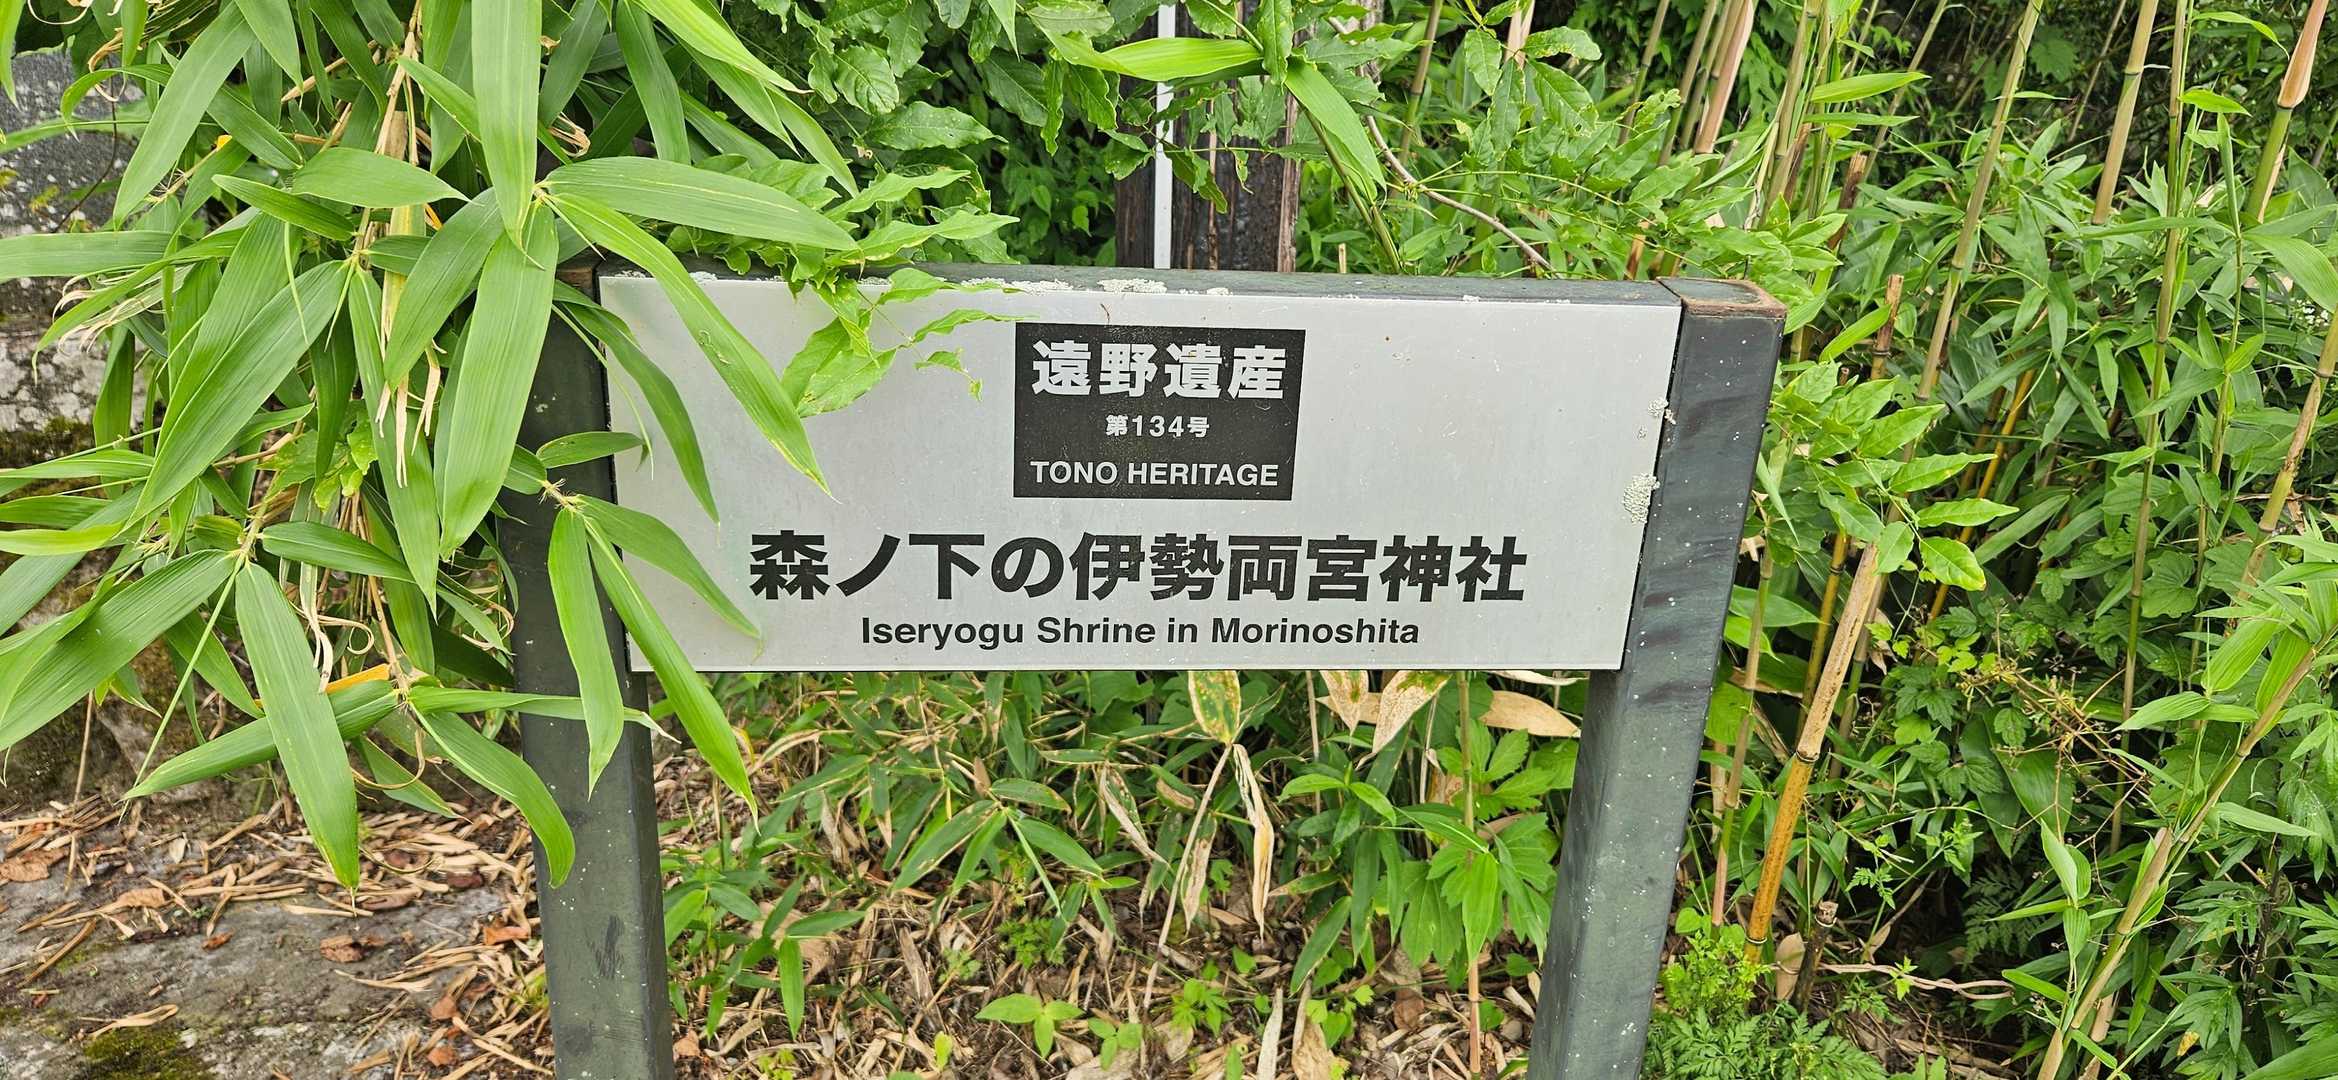 遠野遺産
第134号
TONO HERITAGE
森ノ下の伊勢両宮神社
Iseryogu Shrine in Morinoshita